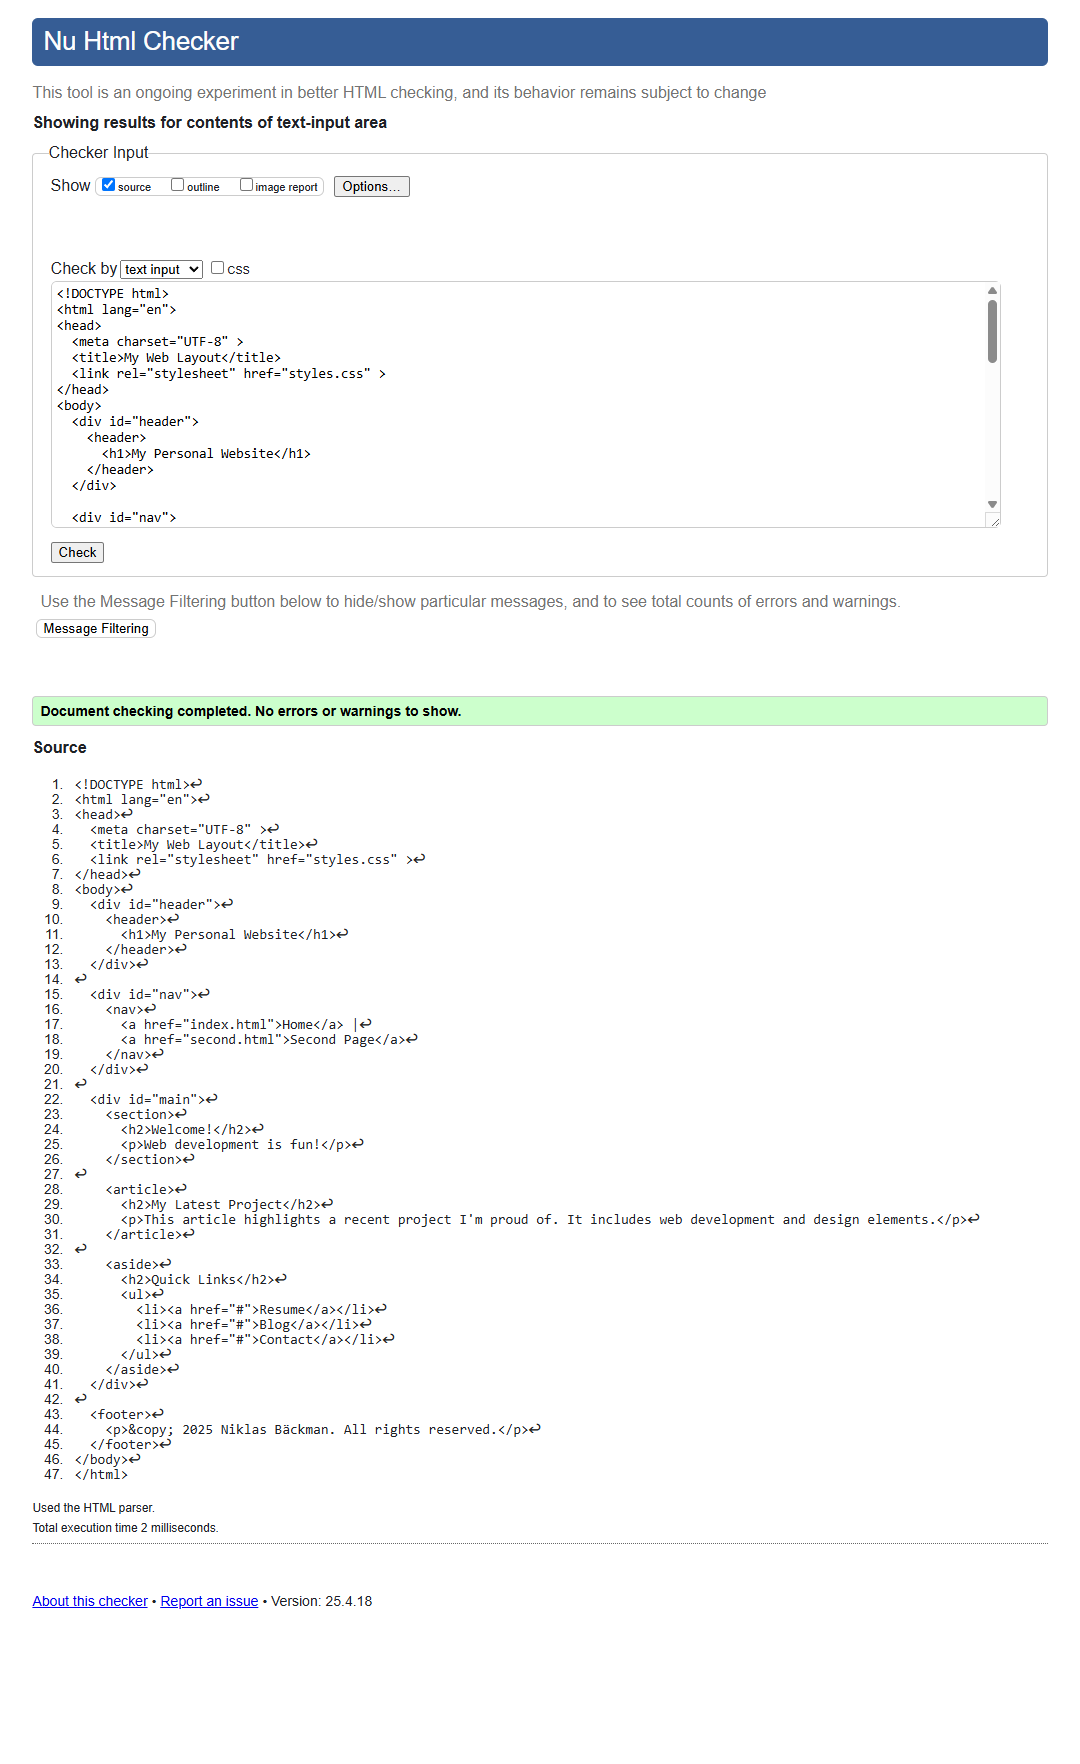 Nu Html Checker
This tool is an ongoing experiment in better HTML checking, and its behavior remains subject to change
Showing results for contents of text-input area
Checker Input
Show source outline image report Options...
Check by text input css
<!DOCTYPE html>
<html lang="en">
<head>
  <meta charset="UTF-8" >
  <title>My Web Layout</title>
  <link rel="stylesheet" href="styles.css" >
</head>
<body>
  <div id="header">
    <header>
      <h1>My Personal Website</h1>
    </header>
  </div>

  <div id="nav">
Check
Use the Message Filtering button below to hide/show particular messages, and to see total counts of errors and warnings.
Message Filtering
Document checking completed. No errors or warnings to show.
Source
1. <!DOCTYPE html>↩
2. <html lang="en">↩
3. <head>↩
4.   <meta charset="UTF-8" >↩
5.   <title>My Web Layout</title>↩
6.   <link rel="stylesheet" href="styles.css" >↩
7. </head>↩
8. <body>↩
9.   <div id="header">↩
10.     <header>↩
11.       <h1>My Personal Website</h1>↩
12.     </header>↩
13.   </div>↩
14. ↩
15.   <div id="nav">↩
16.     <nav>↩
17.       <a href="index.html">Home</a> |↩
18.       <a href="second.html">Second Page</a>↩
19.     </nav>↩
20.   </div>↩
21. ↩
22.   <div id="main">↩
23.     <section>↩
24.       <h2>Welcome!</h2>↩
25.       <p>Web development is fun!</p>↩
26.     </section>↩
27. ↩
28.     <article>↩
29.       <h2>My Latest Project</h2>↩
30.       <p>This article highlights a recent project I'm proud of. It includes web development and design elements.</p>↩
31.     </article>↩
32. ↩
33.     <aside>↩
34.       <h2>Quick Links</h2>↩
35.       <ul>↩
36.         <li><a href="#">Resume</a></li>↩
37.         <li><a href="#">Blog</a></li>↩
38.         <li><a href="#">Contact</a></li>↩
39.       </ul>↩
40.     </aside>↩
41.   </div>↩
42. ↩
43.   <footer>↩
44.     <p>&copy; 2025 Niklas Bäckman. All rights reserved.</p>↩
45.   </footer>↩
46. </body>↩
47. </html>
Used the HTML parser.
Total execution time 2 milliseconds.
About this checker • Report an issue • Version: 25.4.18